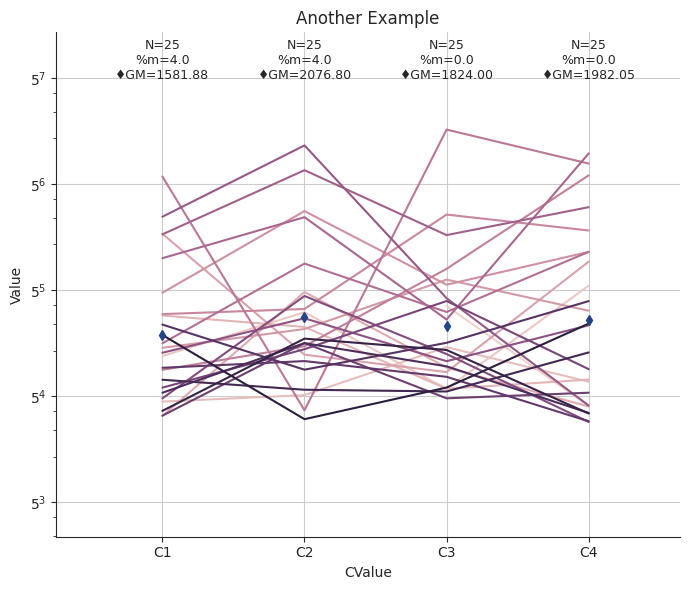 Another Example
N=25 N=25 N=25 N=25
%m=4.0 %m=4.0 %m=0.0 %m=0.0
♦GM=1581.88 ♦GM=2076.80 ♦GM=1824.00 ♦GM=1982.05
5⁷
5⁶
5⁵
5⁴
5³
Value
C1 C2 C3 C4
CValue